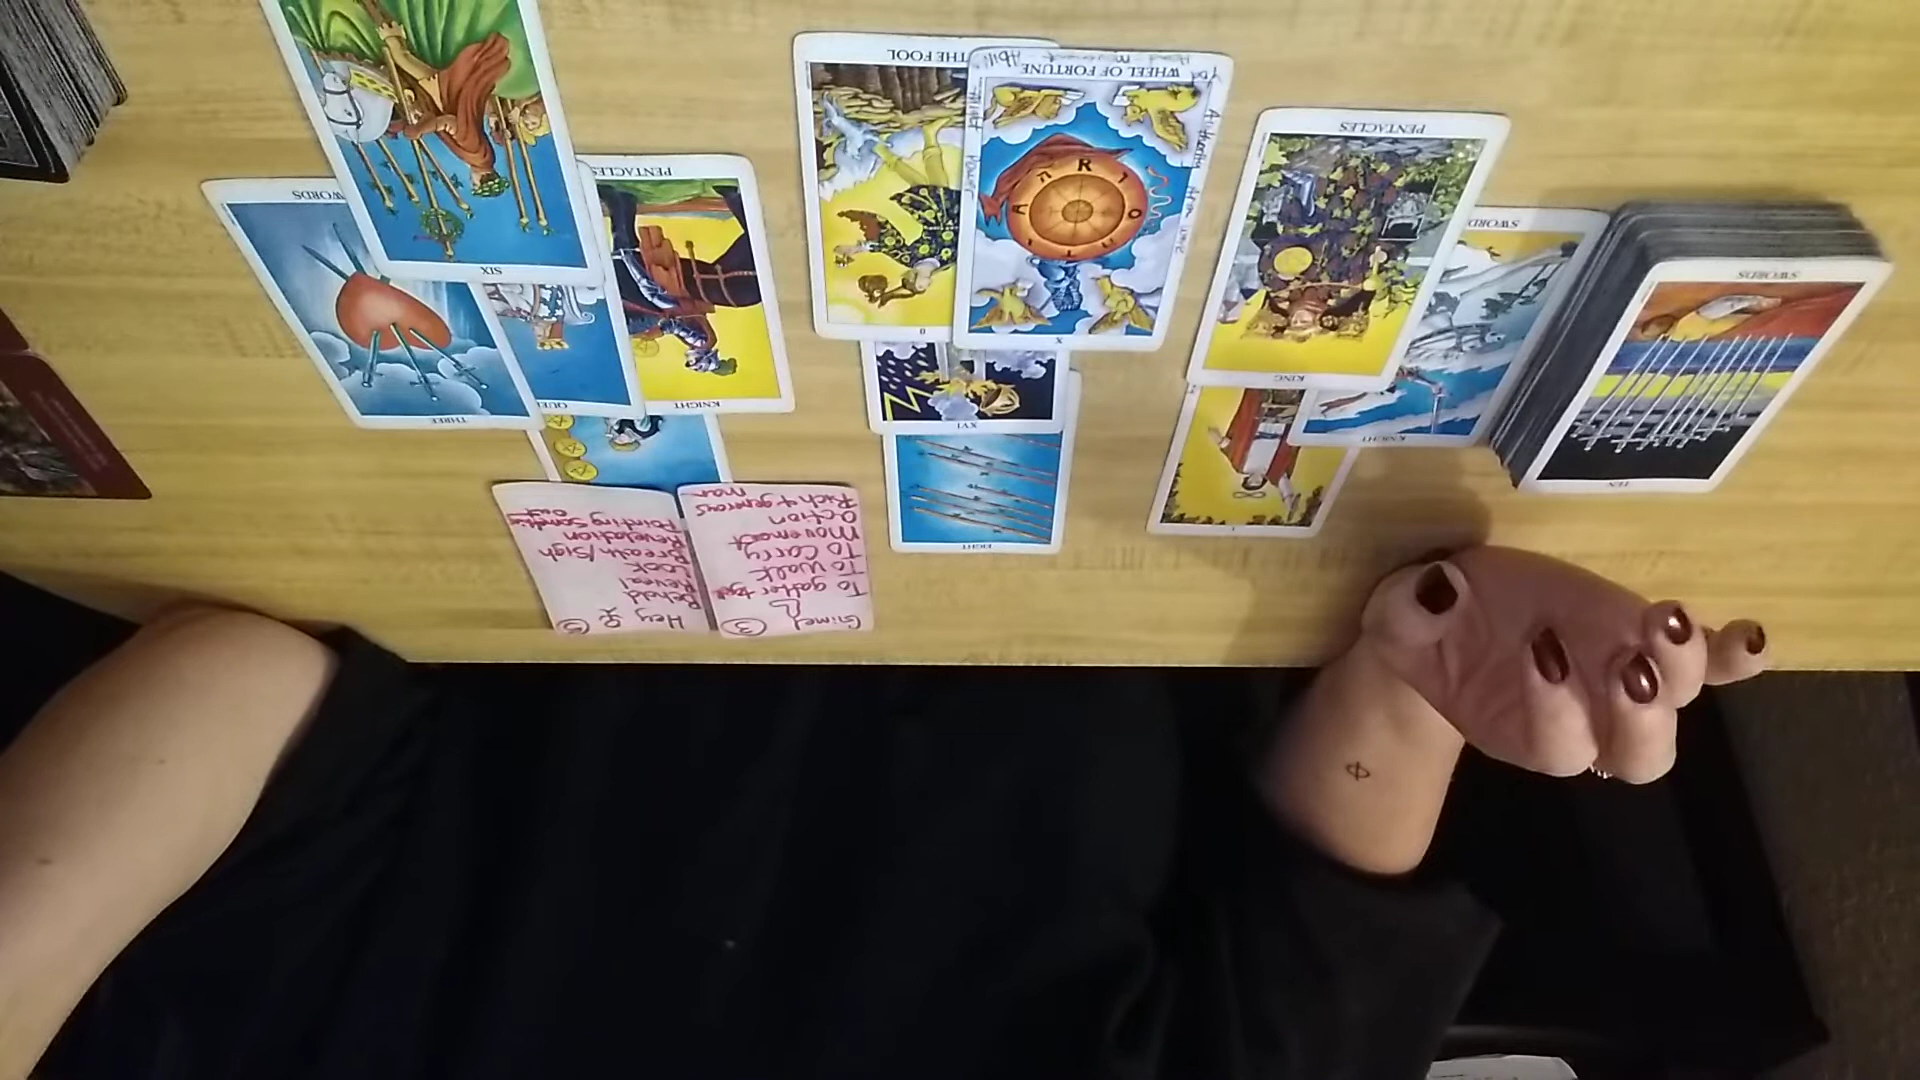 THE FOOL
0
WHEEL OF FORTUNE
X
PENTACLES
KING
SWORDS
TEN
KNIGHT
I
XVI
EIGHT
SIX
THREE
PENTACLES
KNIGHT
Power
Gimel
3
To gather
To walk
To carry
Movement
Action
Rich & generous
man
Hey
5
Behold
Reveal
Look
Breath/Sigh
Revelation
Pointing something
out